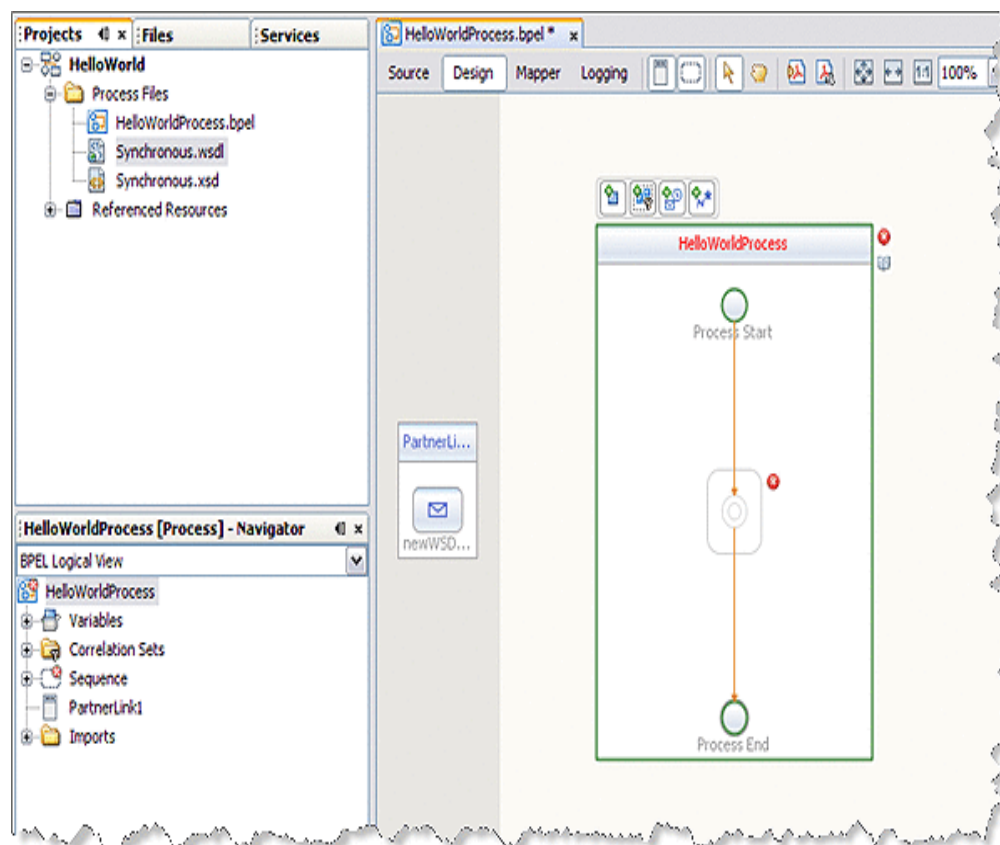 Projects
Files
Services
HelloWorld
Process Files
HelloWorldProcess.bpel
Synchronous.wsdl
Synchronous.xsd
Referenced Resources
HelloWorldProcess [Process] - Navigator
BPEL Logical View
HelloWorldProcess
Variables
Correlation Sets
Sequence
PartnerLink1
Imports
HelloWorldProcess.bpel *
Source Design Mapper Logging 1:1 100%
HelloWorldProcess
Process Start
PartnerLi...
newWSD...
Process End